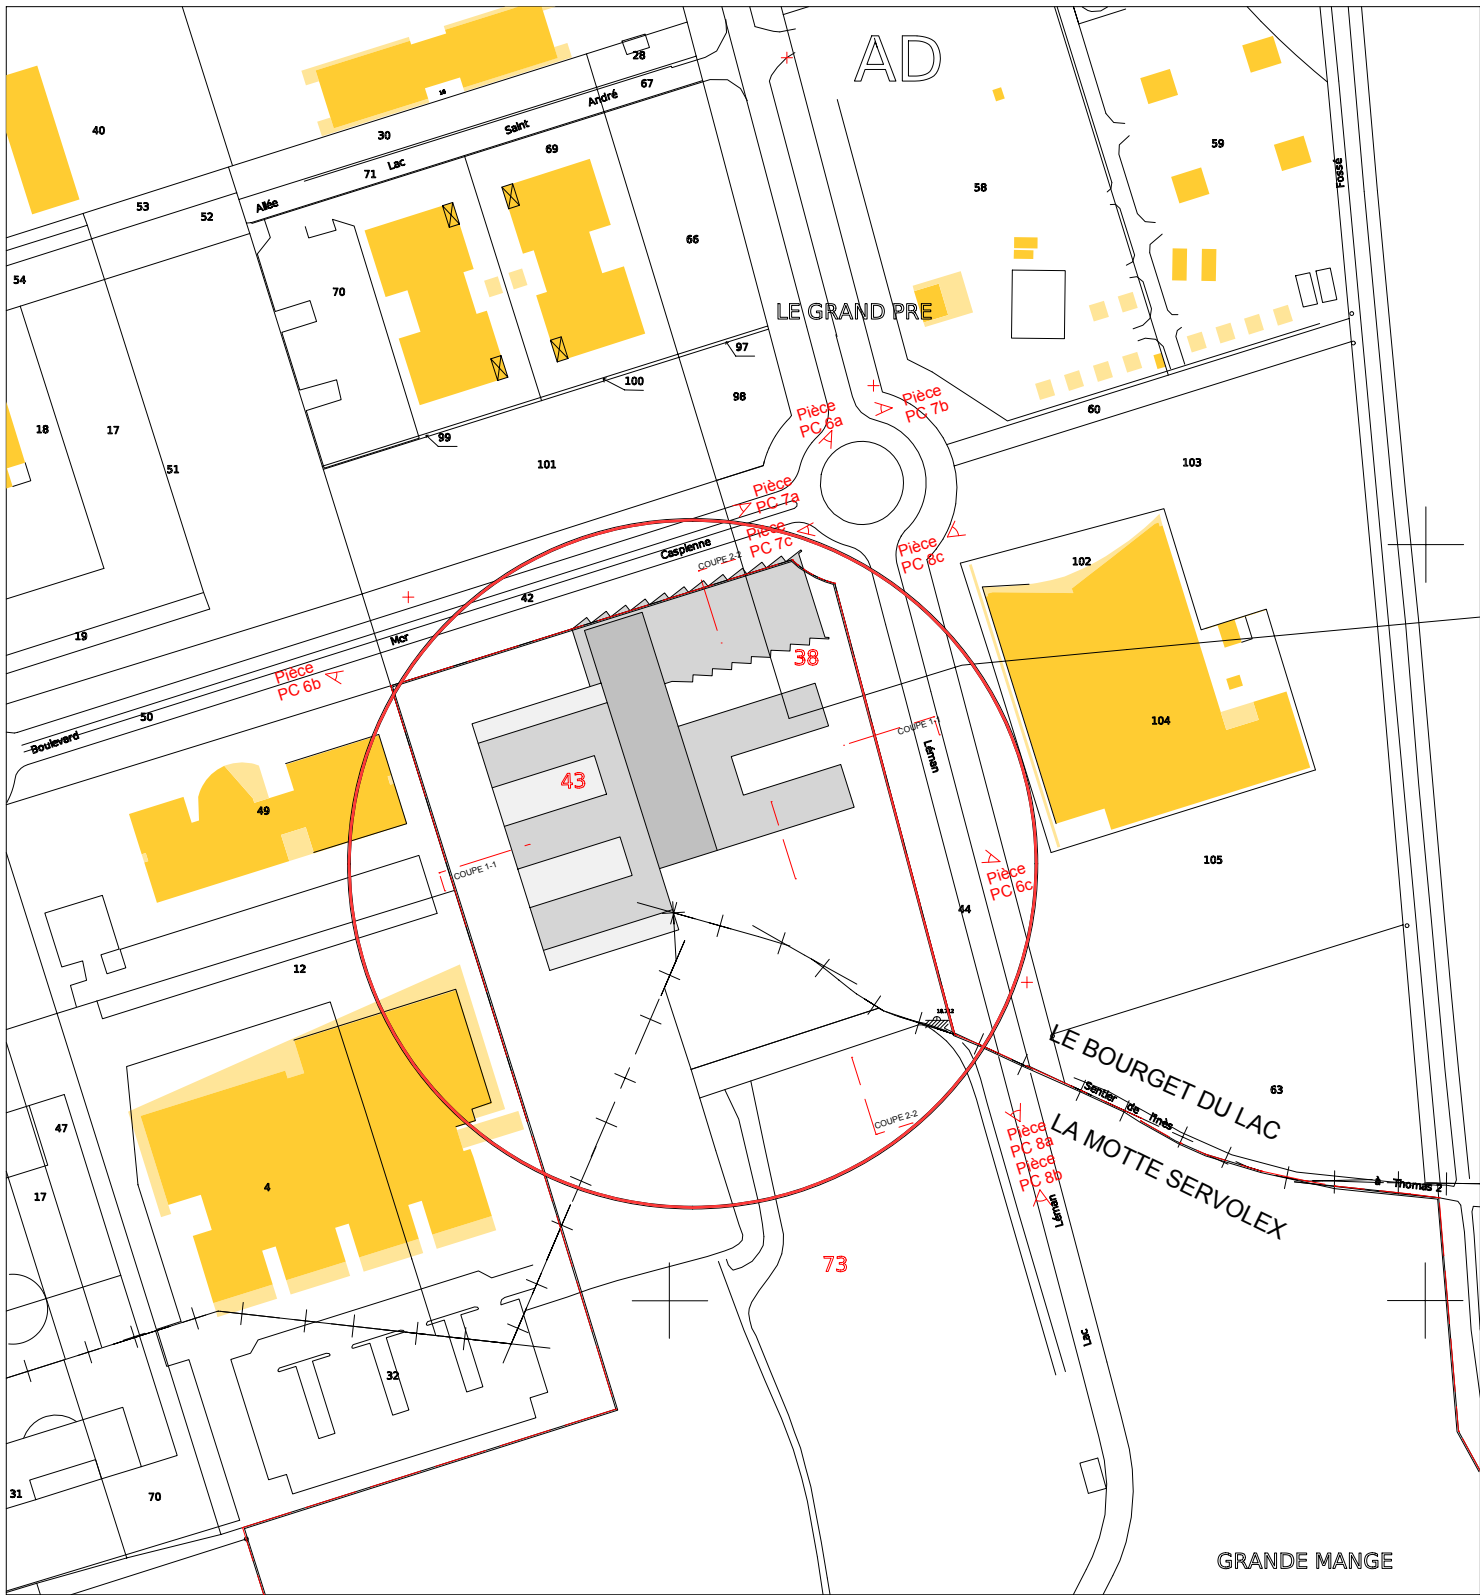 AD
28
67
16
André
40
30
Saint
59
69
Lac
71
Fossé
58
Allée
53
52
66
54
70
LE GRAND PRE
97
100
98
Pièce
PC 7b
60
Pièce
PC 6a
18
17
99
101
103
51
Pièce
PC 7a
Pièce
PC 7c
Caspienne
Pièce
PC 8c
COUPE 2-2
102
42
19
Mer
38
Pièce
PC 6b
50
104
COUPE 1-1
Boulevard
Léman
43
49
105
COUPE 1-1
Pièce
PC 6c
44
12
LE BOURGET DU LAC
63
Sentier de l'Inès
COUPE 2-2
47
Pièce
PC 8a
LA MOTTE SERVOLEX
Pièce
PC 8b
à Thomas 2
4
17
Léman
73
Lac
32
31
70
GRANDE MANGE